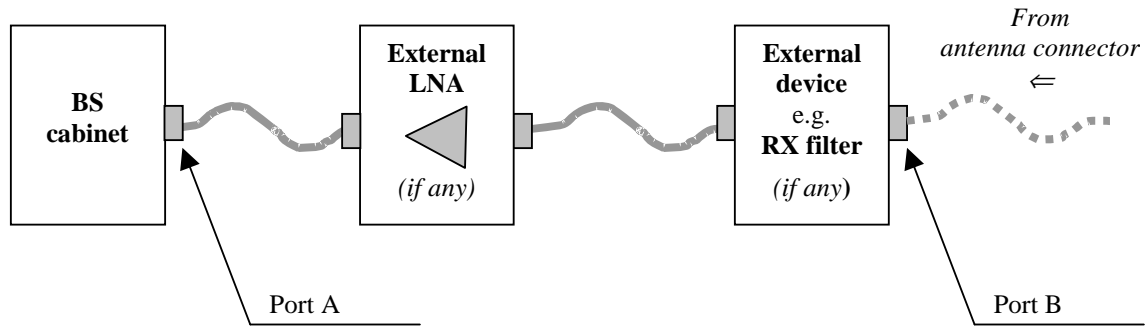 BS
cabinet
External
LNA
(if any)
External
device
e.g.
RX filter
(if any)
From
antenna connector
⇐
Port A
Port B